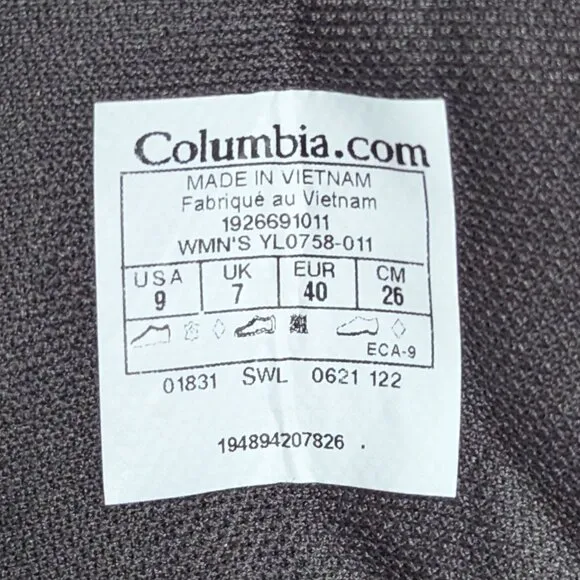 Columbia.com
MADE IN VIETNAM
Fabriqué au Vietnam
1926691011
WMN'S YL0758-011
USA UK EUR CM
9 7 40 26
ECA-9
01831 SWL 0621 122
194894207826 .